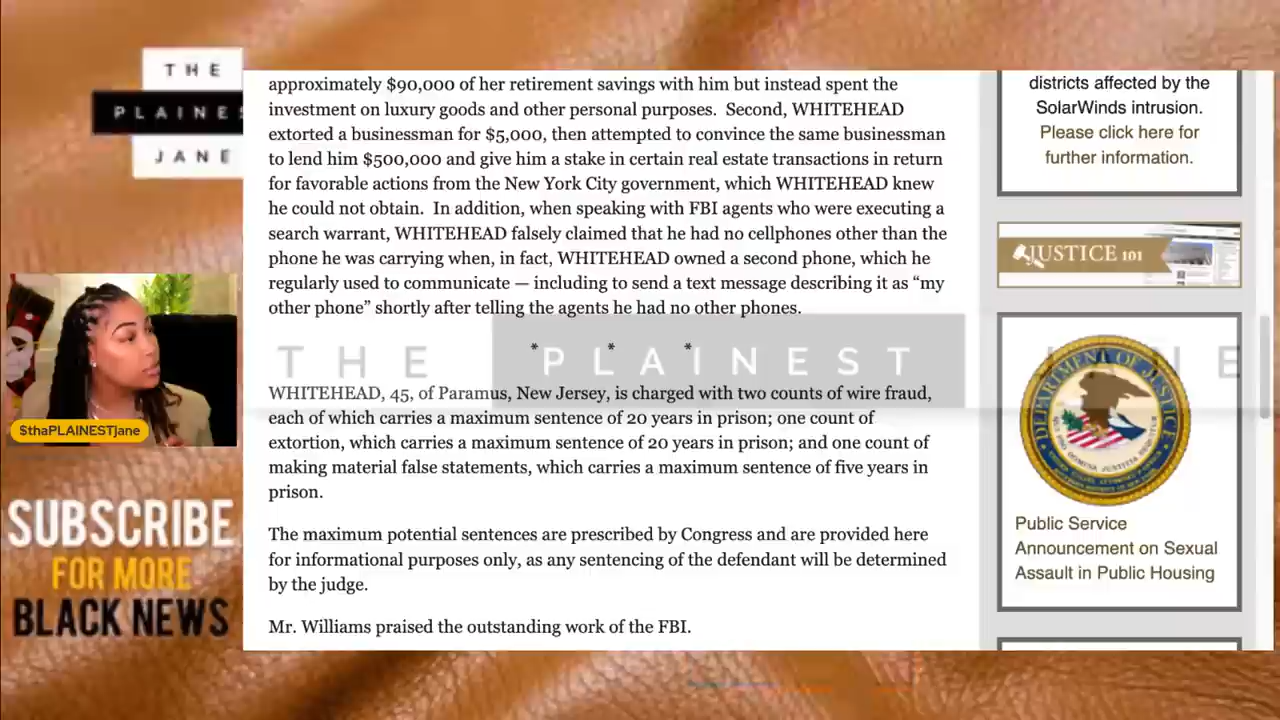 THE
PLAINES
JANE
approximately $90,000 of her retirement savings with him but instead spent the
investment on luxury goods and other personal purposes.  Second, WHITEHEAD
extorted a businessman for $5,000, then attempted to convince the same businessman
to lend him $500,000 and give him a stake in certain real estate transactions in return
for favorable actions from the New York City government, which WHITEHEAD knew
he could not obtain.  In addition, when speaking with FBI agents who were executing a
search warrant, WHITEHEAD falsely claimed that he had no cellphones other than the
phone he was carrying when, in fact, WHITEHEAD owned a second phone, which he
regularly used to communicate — including to send a text message describing it as “my
other phone” shortly after telling the agents he had no other phones.
* * *
THE PLAINEST
WHITEHEAD, 45, of Paramus, New Jersey, is charged with two counts of wire fraud,
each of which carries a maximum sentence of 20 years in prison; one count of
extortion, which carries a maximum sentence of 20 years in prison; and one count of
making material false statements, which carries a maximum sentence of five years in
prison.
The maximum potential sentences are prescribed by Congress and are provided here
for informational purposes only, as any sentencing of the defendant will be determined
by the judge.
Mr. Williams praised the outstanding work of the FBI.
districts affected by the
SolarWinds intrusion.
Please click here for
further information.
JUSTICE 101
DEPARTMENT OF JUSTICE
Public Service
Announcement on Sexual
Assault in Public Housing
$thaPLAINESTjane
SUBSCRIBE
FOR MORE
BLACK NEWS